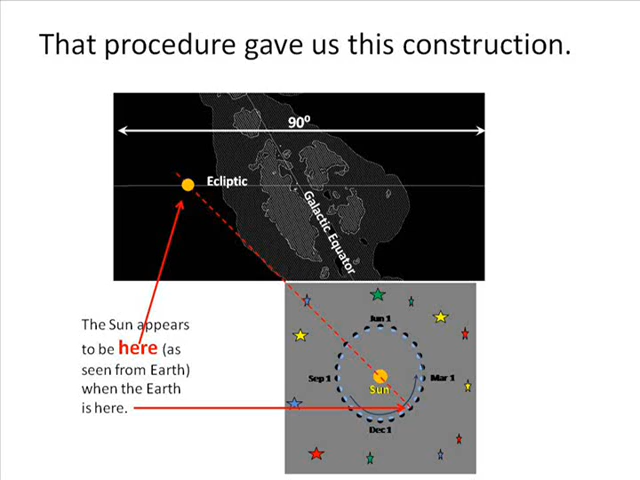 That procedure gave us this construction.
90⁰
Ecliptic
Galactic Equator
The Sun appears
to be here (as
seen from Earth)
when the Earth
is here.
Jun 1
Sep 1
Mar 1
Sun
Dec 1